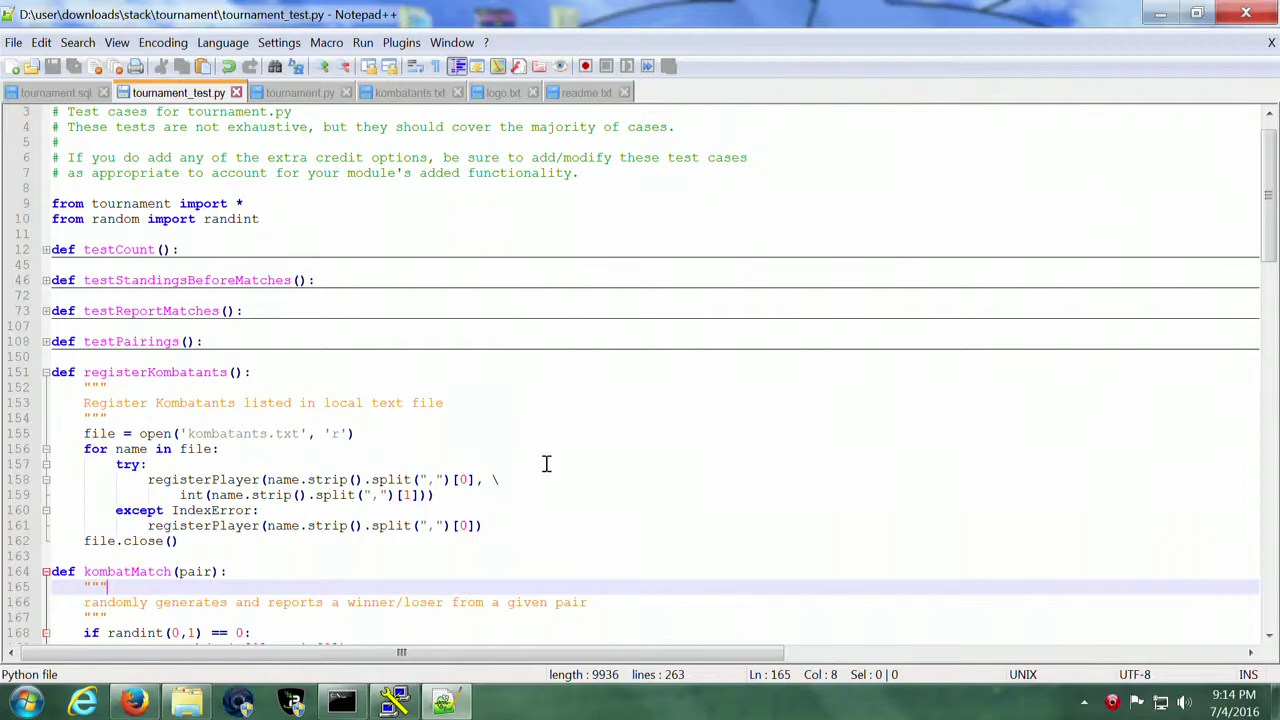 D:\user\downloads\stack\tournament\tournament_test.py - Notepad++
File Edit Search View Encoding Language Settings Macro Run Plugins Window ? X
tournament.sql tournament_test.py tournament.py kombatants.txt logo.txt readme.txt
3 # Test cases for tournament.py
4 # These tests are not exhaustive, but they should cover the majority of cases.
5 #
6 # If you do add any of the extra credit options, be sure to add/modify these test cases
7 # as appropriate to account for your module's added functionality.
8
9 from tournament import *
10 from random import randint
11
12 def testCount():
45
46 def testStandingsBeforeMatches():
72
73 def testReportMatches():
107
108 def testPairings():
150
151 def registerKombatants():
152 """
153 Register Kombatants listed in local text file
154 """
155 file = open('kombatants.txt', 'r')
156 for name in file:
157 try:
158 registerPlayer(name.strip().split(",")[0], \
159 int(name.strip().split(",")[1]))
160 except IndexError:
161 registerPlayer(name.strip().split(",")[0])
162 file.close()
163
164 def kombatMatch(pair):
165 """
166 randomly generates and reports a winner/loser from a given pair
167 """
168 if randint(0,1) == 0:
Python file length : 9936 lines : 263 Ln : 165 Col : 8 Sel : 0 | 0 UNIX UTF-8 INS
9:14 PM
7/4/2016